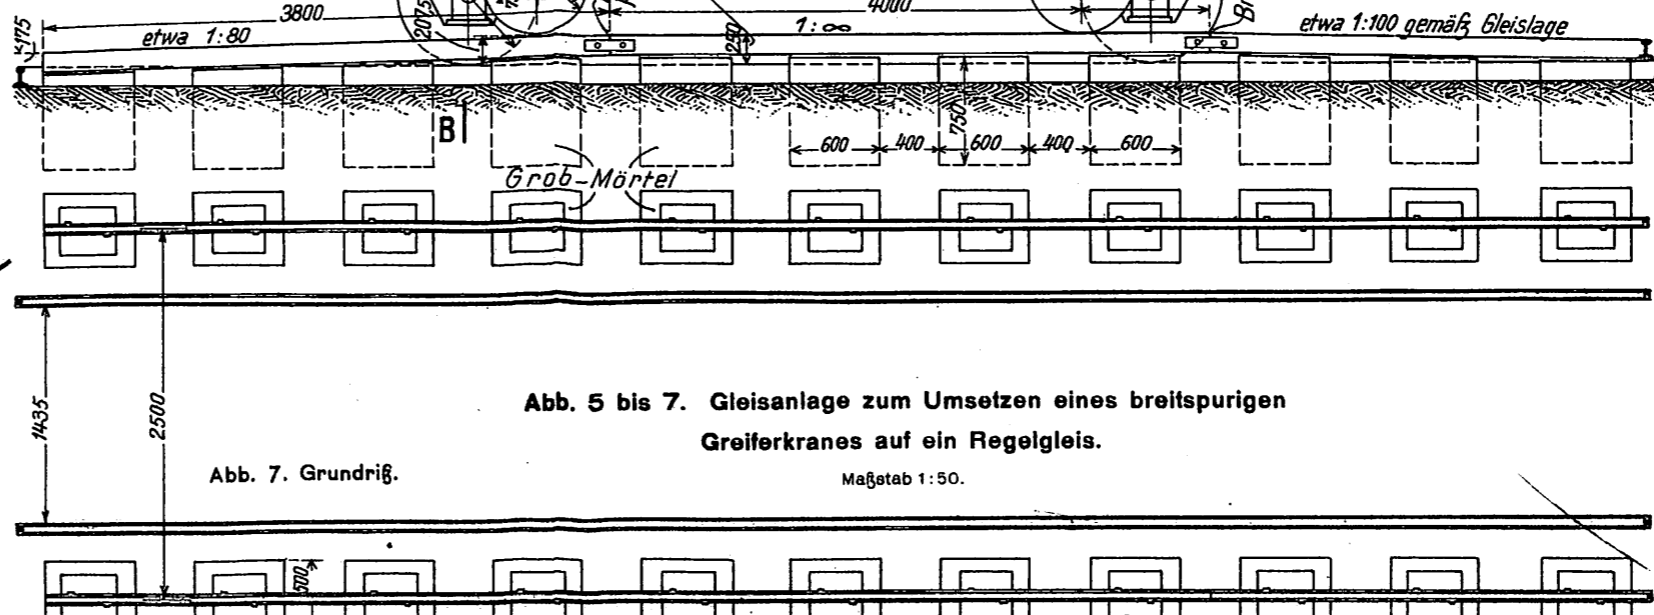 3800
4000
175
etwa 1:80
207,5
250
1:∞
etwa 1:100 gemäß Gleislage
B
750
600 400 600 400 600
Grob-Mörtel
1435
2500
Abb. 5 bis 7. Gleisanlage zum Umsetzen eines breitspurigen
Greiferkranes auf ein Regelgleis.
Abb. 7. Grundriß.
Maßstab 1:50.
500